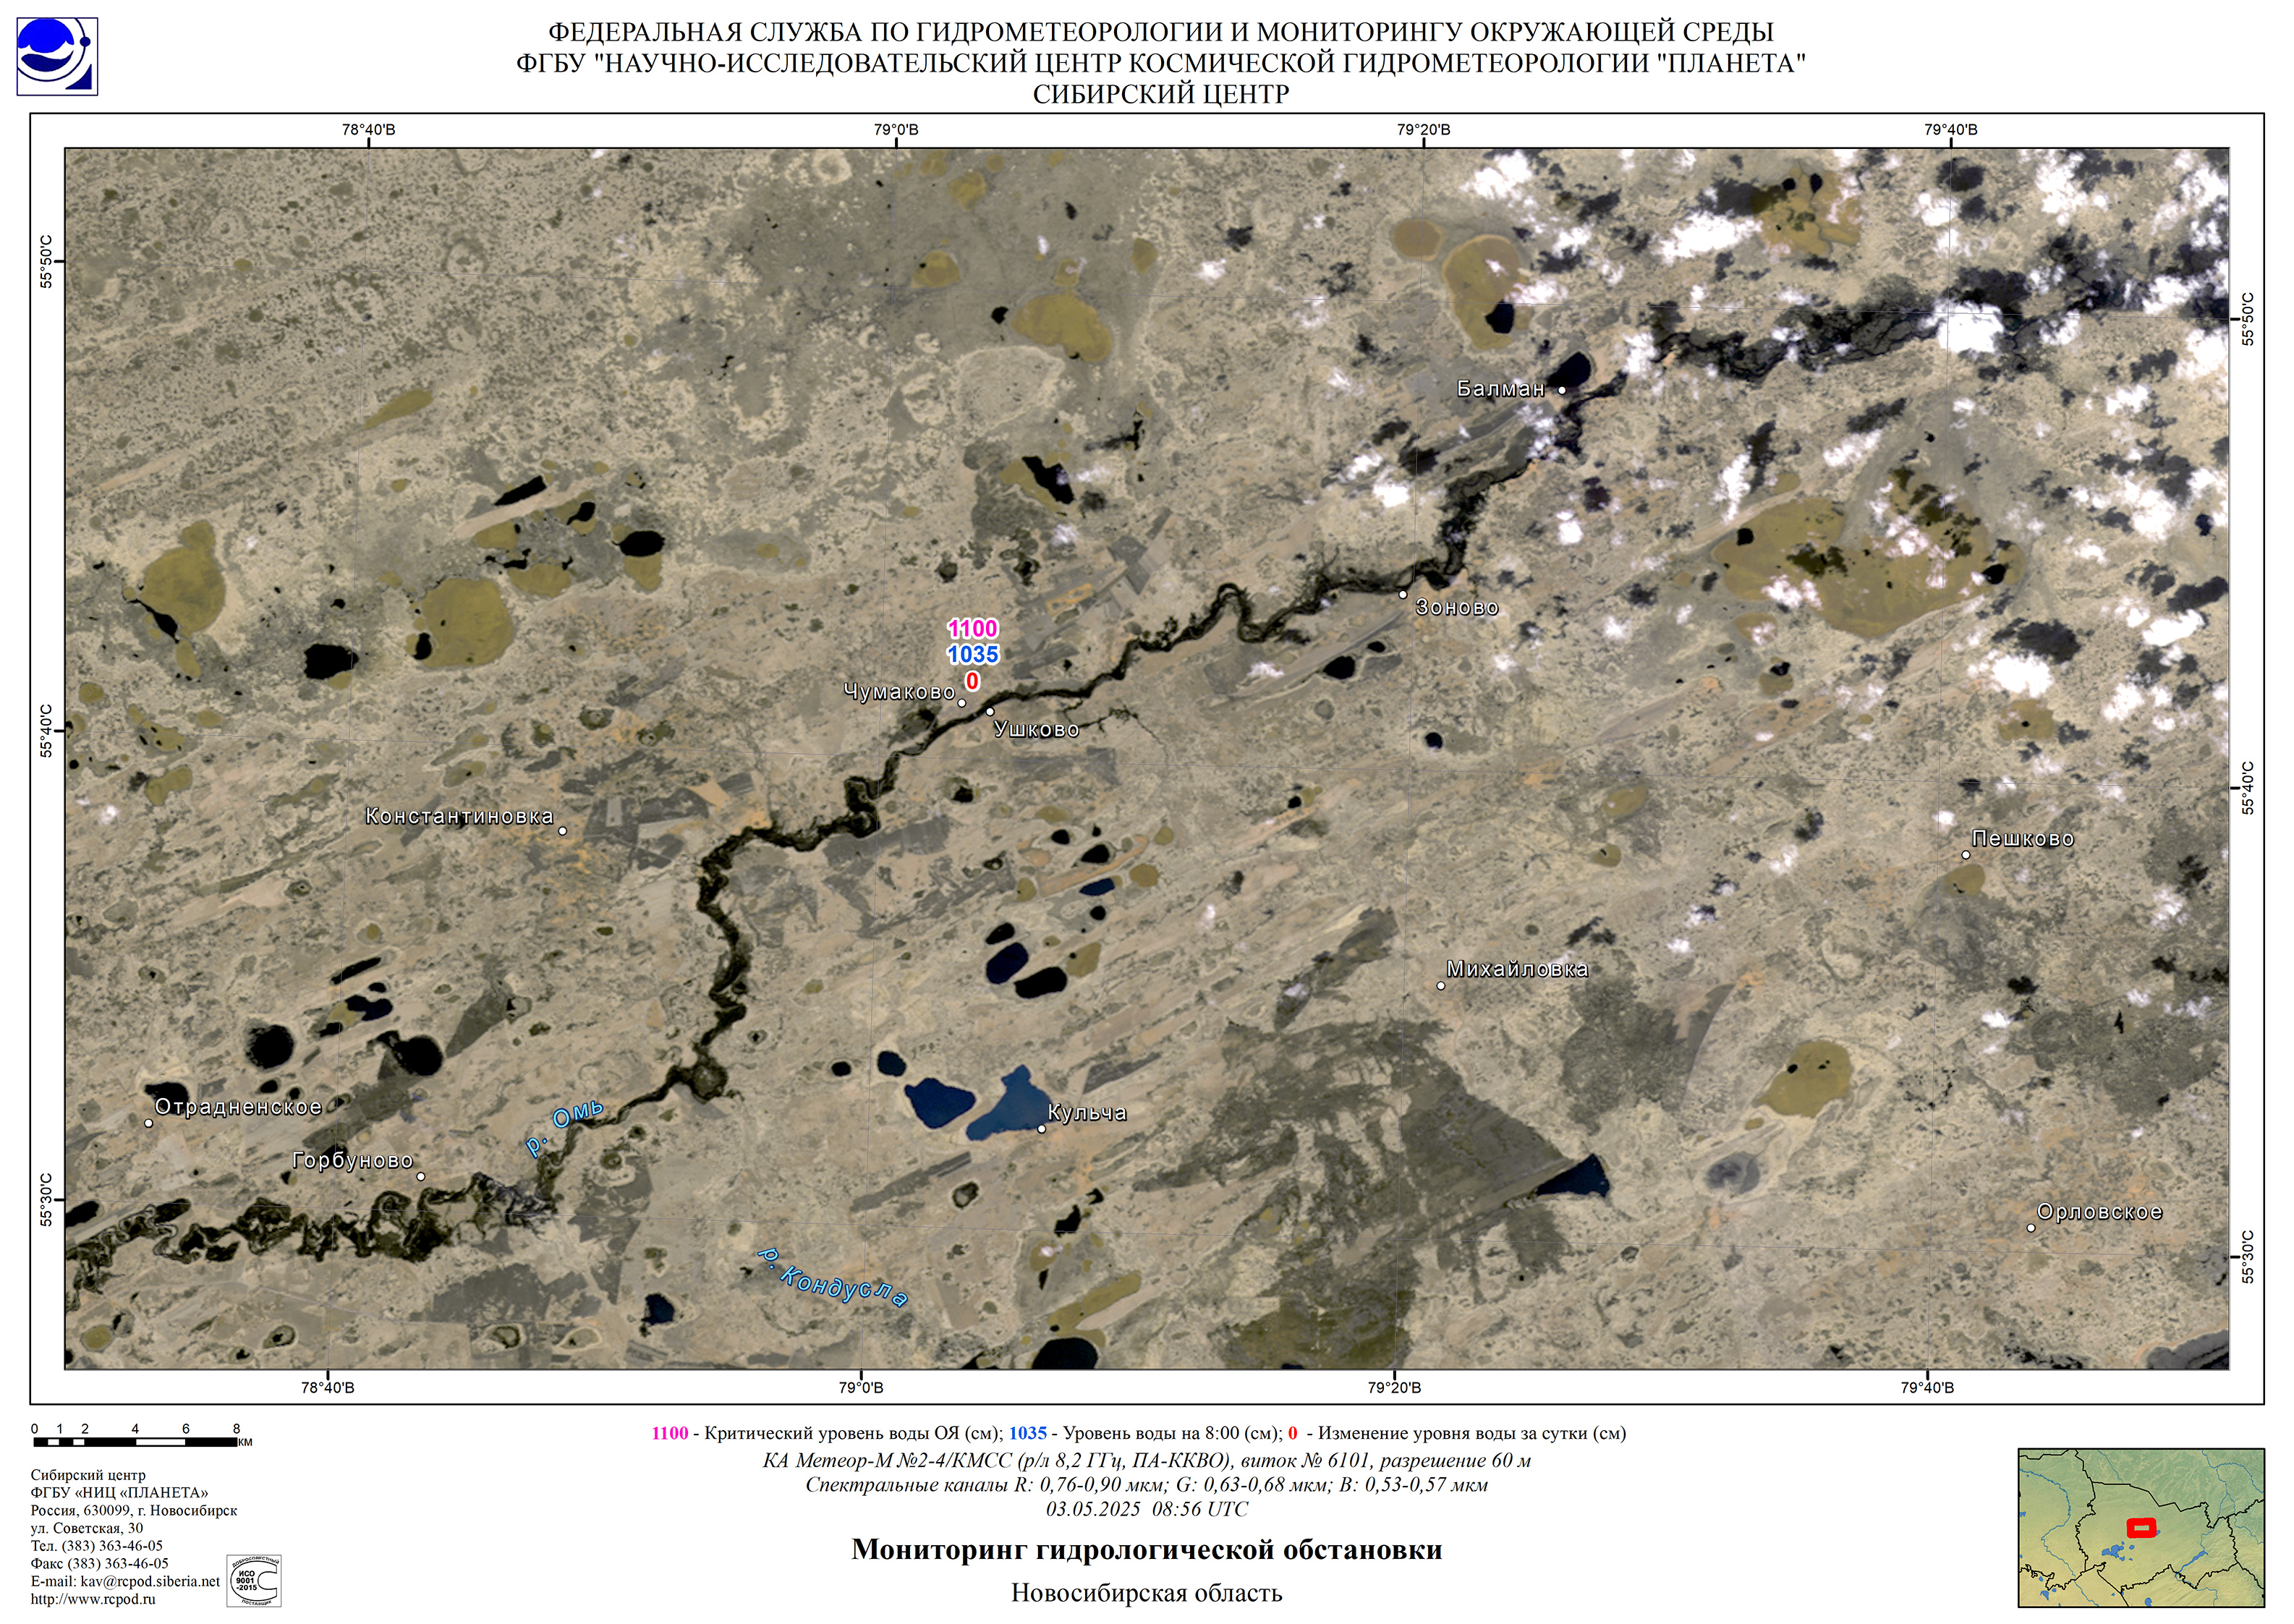 ФЕДЕРАЛЬНАЯ СЛУЖБА ПО ГИДРОМЕТЕОРОЛОГИИ И МОНИТОРИНГУ ОКРУЖАЮЩЕЙ СРЕДЫ
ФГБУ "НАУЧНО-ИССЛЕДОВАТЕЛЬСКИЙ ЦЕНТР КОСМИЧЕСКОЙ ГИДРОМЕТЕОРОЛОГИИ "ПЛАНЕТА"
СИБИРСКИЙ ЦЕНТР
78°40'В 79°0'В 79°20'В 79°40'В
55°50'С
55°50'С
Балман
Зоново
1100
1035
0
Чумаково
Ушково
55°40'С
55°40'С
Константиновка
Пешково
Михайловка
Отрадненское
р. Омь
Кульча
Горбуново
55°30'С
Орловское
55°30'С
р. Кондусла
78°40'В 79°0'В 79°20'В 79°40'В
0 1 2 4 6 8
км
1100 - Критический уровень воды ОЯ (см); 1035 - Уровень воды на 8:00 (см); 0 - Изменение уровня воды за сутки (см)
КА Метеор-М №2-4/КМСС (р/л 8,2 ГГц, ПА-ККВО), виток № 6101, разрешение 60 м
Спектральные каналы R: 0,76-0,90 мкм; G: 0,63-0,68 мкм; B: 0,53-0,57 мкм
03.05.2025 08:56 UTC
Мониторинг гидрологической обстановки
Новосибирская область
Сибирский центр
ФГБУ «НИЦ «ПЛАНЕТА»
Россия, 630099, г. Новосибирск
ул. Советская, 30
Тел. (383) 363-46-05
Факс (383) 363-46-05
E-mail: kav@rcpod.siberia.net
http://www.rcpod.ru
ДОБРОСОВЕСТНЫЙ
ИСО
9001
-2015
ПОСТАВЩИК